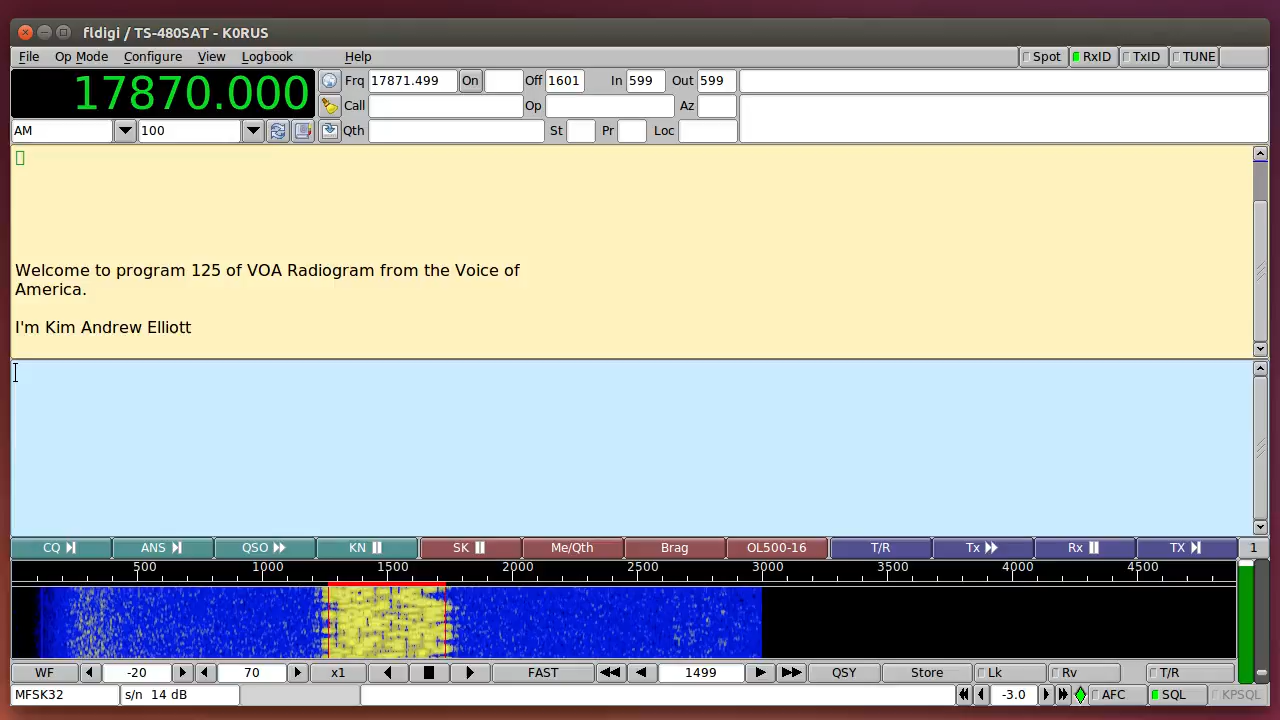 fldigi / TS-480SAT - K0RUS
File Op Mode Configure View Logbook Help Spot RxID TxID TUNE
17870.000 Frq 17871.499 On Off 1601 In 599 Out 599
Call Op Az
AM 100 Qth St Pr Loc
Welcome to program 125 of VOA Radiogram from the Voice of
America.
I'm Kim Andrew Elliott
CQ ANS QSO KN SK Me/Qth Brag OL500-16 T/R Tx Rx TX 1
500 1000 1500 2000 2500 3000 3500 4000 4500
WF -20 70 x1 FAST 1499 QSY Store Lk Rv T/R
MFSK32 s/n 14 dB -3.0 AFC SQL KPSQL